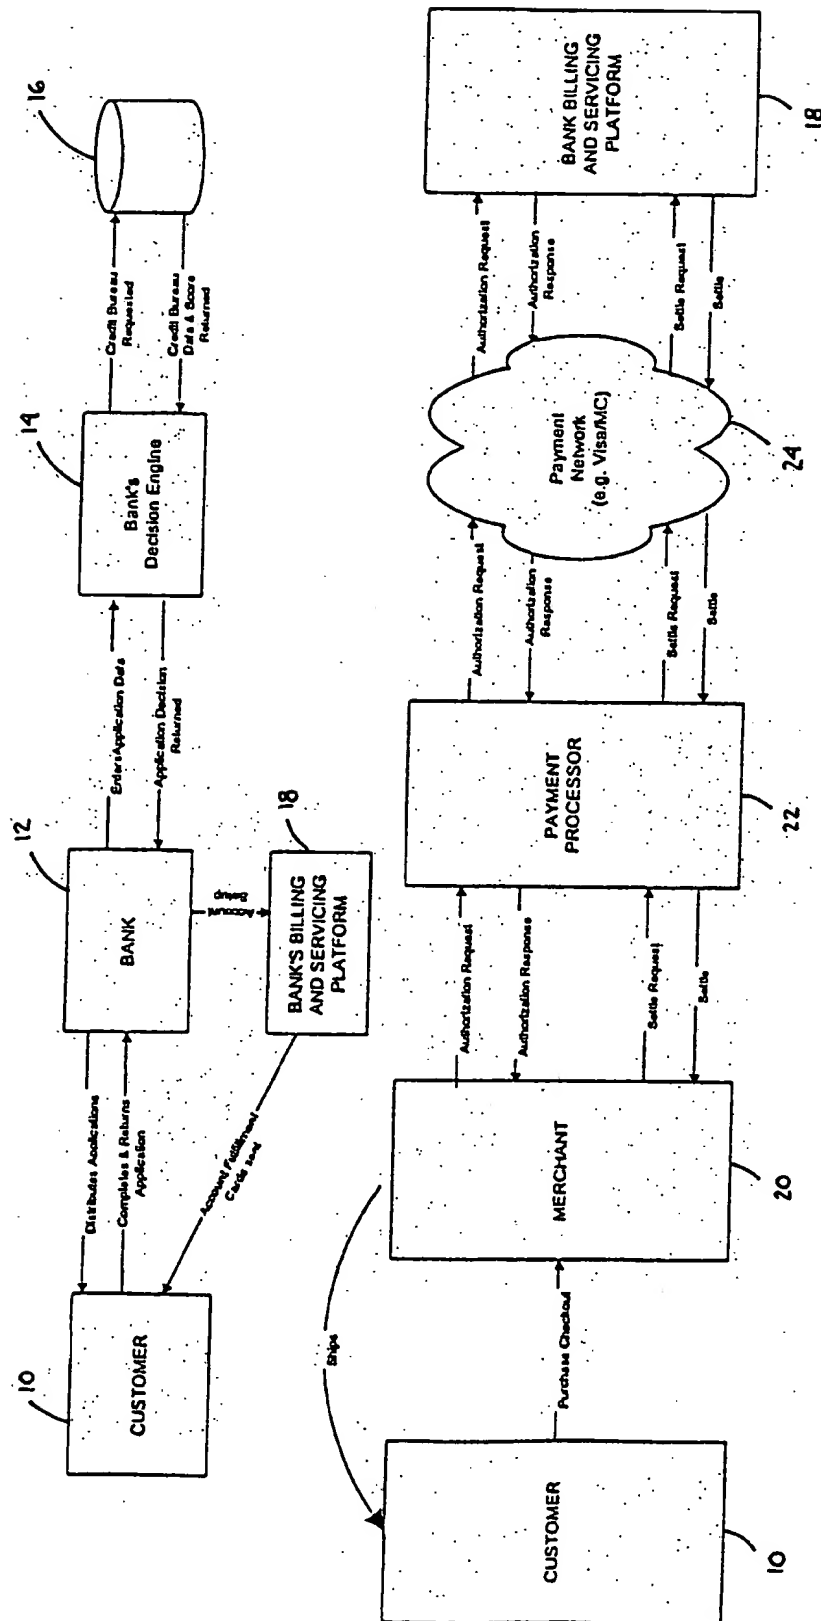 10
CUSTOMER
Distributes Applications
Completes & Returns
Application
12
BANK
Enters Application Data
Application Decision
Returned
14
Bank's
Decision Engine
Credit Bureau
Requested
Credit Bureau
Data & Score
Returned
16
Account
Setup
18
BANK'S BILLING
AND SERVICING
PLATFORM
Account Fulfillment
Cards sent
Ships
CUSTOMER
10
Purchase Checkout
MERCHANT
20
Authorization Request
Authorization Response
Settle Request
Settle
PAYMENT
PROCESSOR
22
Authorization Request
Authorization
Response
Settle Request
Settle
Payment
Network
(e.g. Visa/MC)
24
Authorization Request
Authorization
Response
Settle Request
Settle
BANK BILLING
AND SERVICING
PLATFORM
18